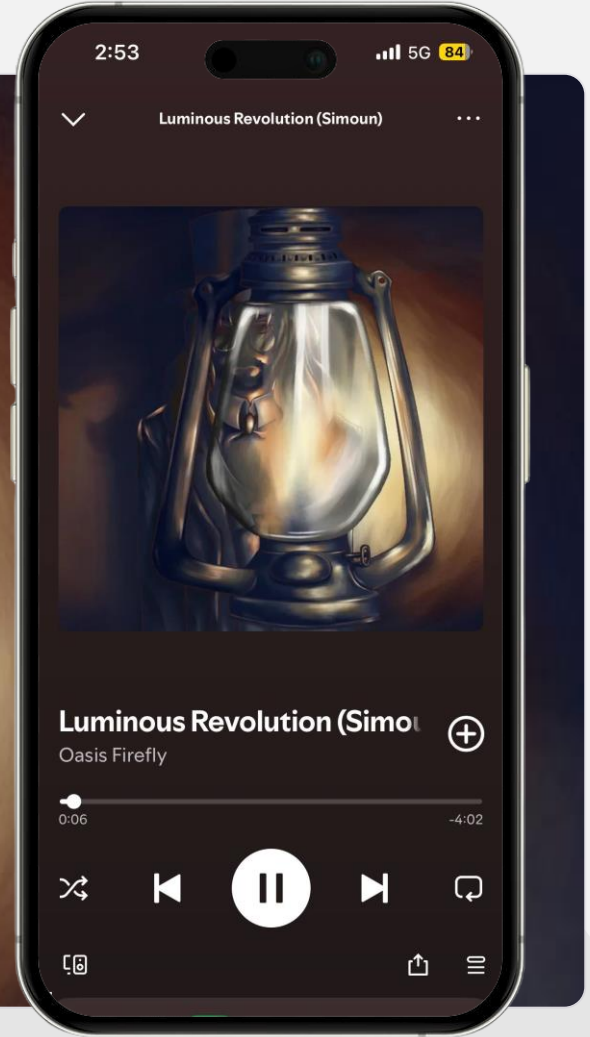 2:53
5G 84
Luminous Revolution (Simoun)
Luminous Revolution (Simou
Oasis Firefly
0:06
-4:02